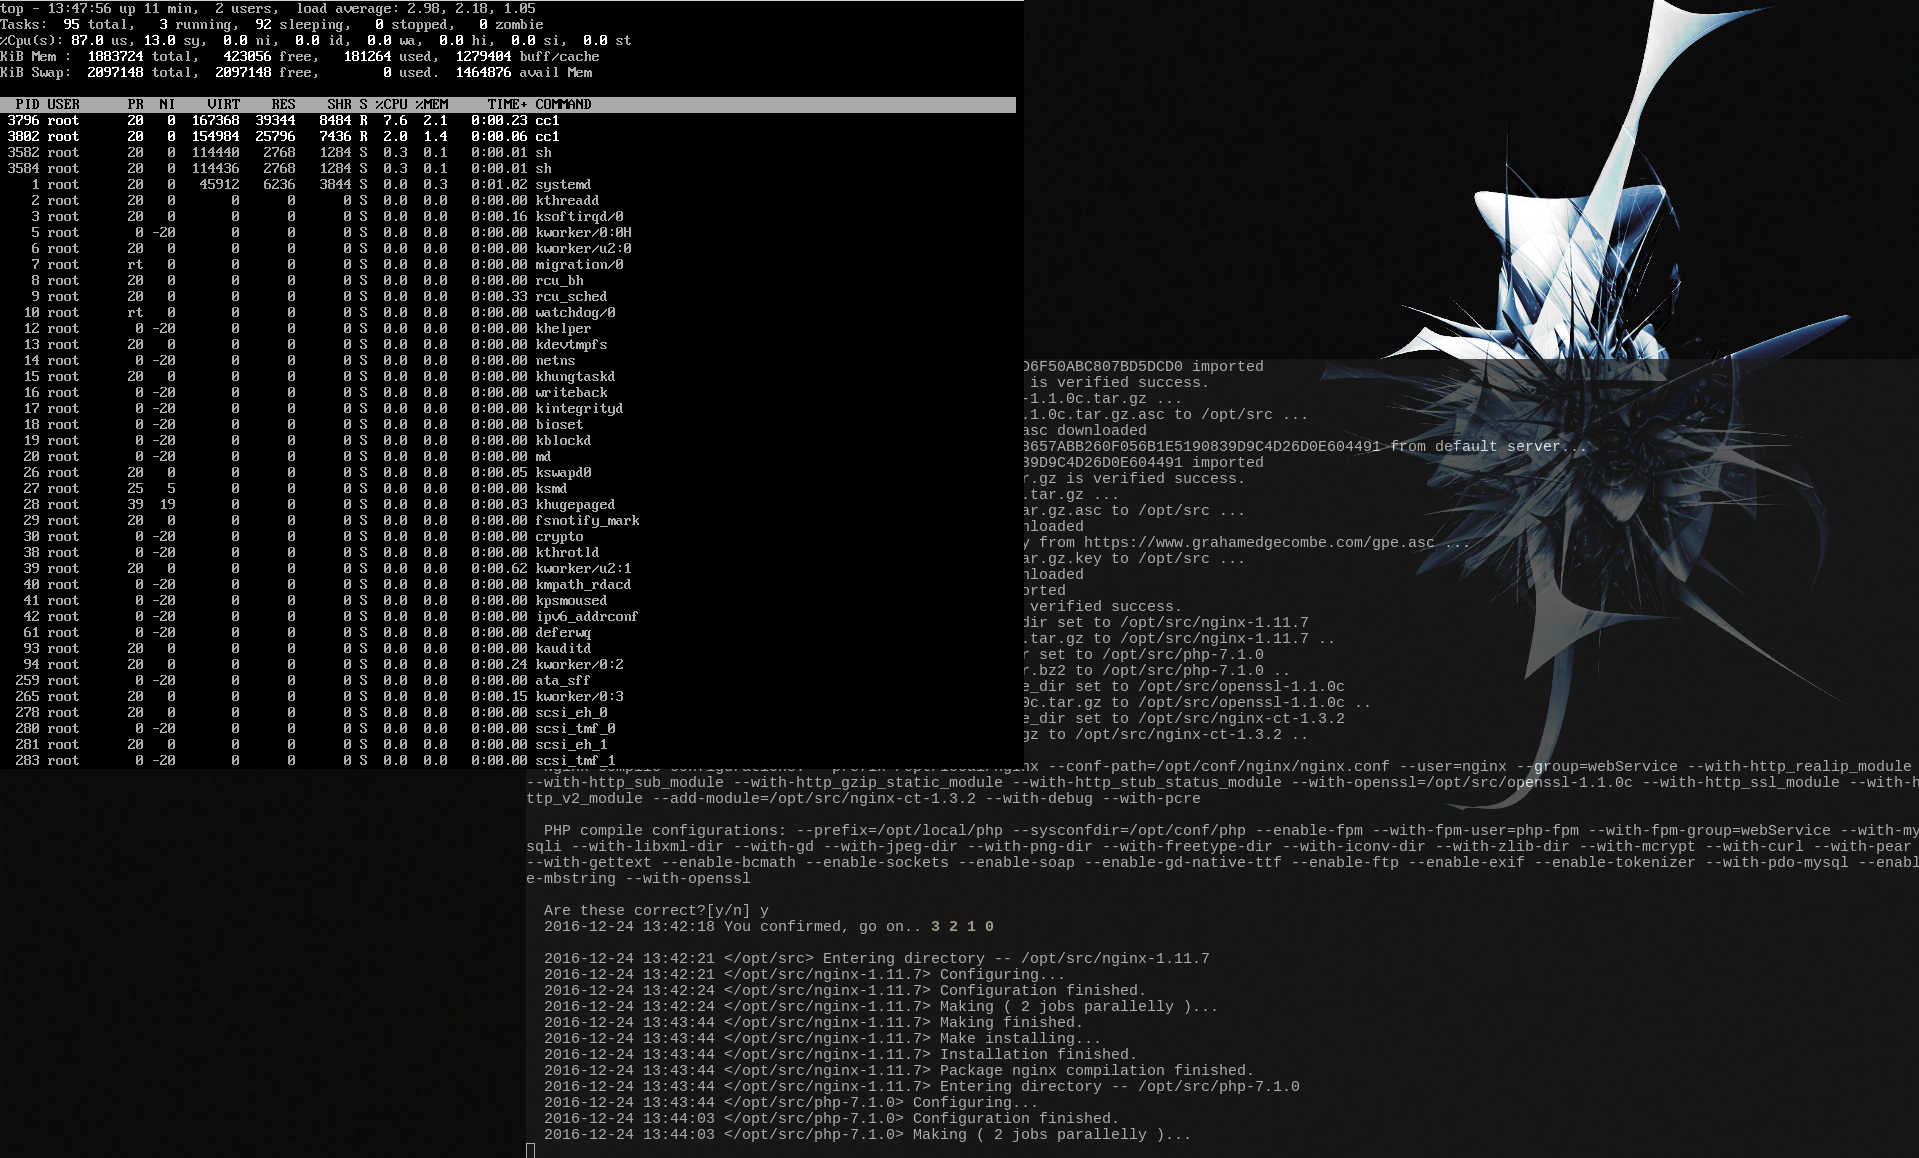 top - 13:47:56 up 11 min,  2 users,  load average: 2.98, 2.18, 1.05
Tasks:  95 total,   3 running,  92 sleeping,   0 stopped,   0 zombie
%Cpu(s): 87.0 us, 13.0 sy,  0.0 ni,  0.0 id,  0.0 wa,  0.0 hi,  0.0 si,  0.0 st
KiB Mem :  1883724 total,   423056 free,   181264 used,  1279404 buff/cache
KiB Swap:  2097148 total,  2097148 free,        0 used.  1464876 avail Mem
PID USER      PR  NI    VIRT    RES    SHR S %CPU %MEM     TIME+ COMMAND
3796 root      20   0  167368  39344   8484 R  7.6  2.1   0:00.23 cc1
3802 root      20   0  154984  25796   7436 R  2.0  1.4   0:00.06 cc1
3582 root      20   0  114440   2768   1284 S  0.3  0.1   0:00.01 sh
3584 root      20   0  114436   2768   1284 S  0.3  0.1   0:00.01 sh
1 root      20   0   45912   6236   3844 S  0.0  0.3   0:01.02 systemd
2 root      20   0       0      0      0 S  0.0  0.0   0:00.00 kthreadd
3 root      20   0       0      0      0 S  0.0  0.0   0:00.16 ksoftirqd/0
5 root       0 -20       0      0      0 S  0.0  0.0   0:00.00 kworker/0:0H
6 root      20   0       0      0      0 S  0.0  0.0   0:00.00 kworker/u2:0
7 root      rt   0       0      0      0 S  0.0  0.0   0:00.00 migration/0
8 root      20   0       0      0      0 S  0.0  0.0   0:00.00 rcu_bh
9 root      20   0       0      0      0 S  0.0  0.0   0:00.33 rcu_sched
10 root      rt   0       0      0      0 S  0.0  0.0   0:00.00 watchdog/0
12 root       0 -20       0      0      0 S  0.0  0.0   0:00.00 khelper
13 root      20   0       0      0      0 S  0.0  0.0   0:00.00 kdevtmpfs
14 root       0 -20       0      0      0 S  0.0  0.0   0:00.00 netns
15 root      20   0       0      0      0 S  0.0  0.0   0:00.00 khungtaskd
16 root       0 -20       0      0      0 S  0.0  0.0   0:00.00 writeback
17 root       0 -20       0      0      0 S  0.0  0.0   0:00.00 kintegrityd
18 root       0 -20       0      0      0 S  0.0  0.0   0:00.00 bioset
19 root       0 -20       0      0      0 S  0.0  0.0   0:00.00 kblockd
20 root       0 -20       0      0      0 S  0.0  0.0   0:00.00 md
26 root      20   0       0      0      0 S  0.0  0.0   0:00.05 kswapd0
27 root      25   5       0      0      0 S  0.0  0.0   0:00.00 ksmd
28 root      39  19       0      0      0 S  0.0  0.0   0:00.03 khugepaged
29 root      20   0       0      0      0 S  0.0  0.0   0:00.00 fsnotify_mark
30 root       0 -20       0      0      0 S  0.0  0.0   0:00.00 crypto
38 root       0 -20       0      0      0 S  0.0  0.0   0:00.00 kthrotld
39 root      20   0       0      0      0 S  0.0  0.0   0:00.62 kworker/u2:1
40 root       0 -20       0      0      0 S  0.0  0.0   0:00.00 kmpath_rdacd
41 root       0 -20       0      0      0 S  0.0  0.0   0:00.00 kpsmoused
42 root       0 -20       0      0      0 S  0.0  0.0   0:00.00 ipv6_addrconf
61 root       0 -20       0      0      0 S  0.0  0.0   0:00.00 deferwq
93 root      20   0       0      0      0 S  0.0  0.0   0:00.00 kauditd
94 root      20   0       0      0      0 S  0.0  0.0   0:00.24 kworker/0:2
259 root       0 -20       0      0      0 S  0.0  0.0   0:00.00 ata_sff
265 root      20   0       0      0      0 S  0.0  0.0   0:00.15 kworker/0:3
278 root      20   0       0      0      0 S  0.0  0.0   0:00.00 scsi_eh_0
280 root       0 -20       0      0      0 S  0.0  0.0   0:00.00 scsi_tmf_0
281 root      20   0       0      0      0 S  0.0  0.0   0:00.00 scsi_eh_1
283 root       0 -20       0      0      0 S  0.0  0.0   0:00.00 scsi_tmf_1
D6F50ABC807BD5DCD0 imported
is verified success.
-1.1.0c.tar.gz ...
.1.0c.tar.gz.asc to /opt/src ...
asc downloaded
3657ABB260F056B1E5190839D9C4D26D0E604491 from default server...
39D9C4D26D0E604491 imported
r.gz is verified success.
.tar.gz ...
ar.gz.asc to /opt/src ...
nloaded
y from https://www.grahamedgecombe.com/gpe.asc ...
ar.gz.key to /opt/src ...
nloaded
orted
verified success.
dir set to /opt/src/nginx-1.11.7
.tar.gz to /opt/src/nginx-1.11.7 ..
r set to /opt/src/php-7.1.0
r.bz2 to /opt/src/php-7.1.0 ..
e_dir set to /opt/src/openssl-1.1.0c
0c.tar.gz to /opt/src/openssl-1.1.0c ..
e_dir set to /opt/src/nginx-ct-1.3.2
gz to /opt/src/nginx-ct-1.3.2 ..
Nginx compile configurations: --prefix=/opt/local/nginx --conf-path=/opt/conf/nginx/nginx.conf --user=nginx --group=webService --with-http_realip_module
--with-http_sub_module --with-http_gzip_static_module --with-http_stub_status_module --with-openssl=/opt/src/openssl-1.1.0c --with-http_ssl_module --with-h
ttp_v2_module --add-module=/opt/src/nginx-ct-1.3.2 --with-debug --with-pcre
PHP compile configurations: --prefix=/opt/local/php --sysconfdir=/opt/conf/php --enable-fpm --with-fpm-user=php-fpm --with-fpm-group=webService --with-my
sqli --with-libxml-dir --with-gd --with-jpeg-dir --with-png-dir --with-freetype-dir --with-iconv-dir --with-zlib-dir --with-mcrypt --with-curl --with-pear
--with-gettext --enable-bcmath --enable-sockets --enable-soap --enable-gd-native-ttf --enable-ftp --enable-exif --enable-tokenizer --with-pdo-mysql --enabl
e-mbstring --with-openssl
Are these correct?[y/n] y
2016-12-24 13:42:18 You confirmed, go on.. 3 2 1 0
2016-12-24 13:42:21 </opt/src> Entering directory -- /opt/src/nginx-1.11.7
2016-12-24 13:42:21 </opt/src/nginx-1.11.7> Configuring...
2016-12-24 13:42:24 </opt/src/nginx-1.11.7> Configuration finished.
2016-12-24 13:42:24 </opt/src/nginx-1.11.7> Making ( 2 jobs parallelly )...
2016-12-24 13:43:44 </opt/src/nginx-1.11.7> Making finished.
2016-12-24 13:43:44 </opt/src/nginx-1.11.7> Make installing...
2016-12-24 13:43:44 </opt/src/nginx-1.11.7> Installation finished.
2016-12-24 13:43:44 </opt/src/nginx-1.11.7> Package nginx compilation finished.
2016-12-24 13:43:44 </opt/src/nginx-1.11.7> Entering directory -- /opt/src/php-7.1.0
2016-12-24 13:43:44 </opt/src/php-7.1.0> Configuring...
2016-12-24 13:44:03 </opt/src/php-7.1.0> Configuration finished.
2016-12-24 13:44:03 </opt/src/php-7.1.0> Making ( 2 jobs parallelly )...